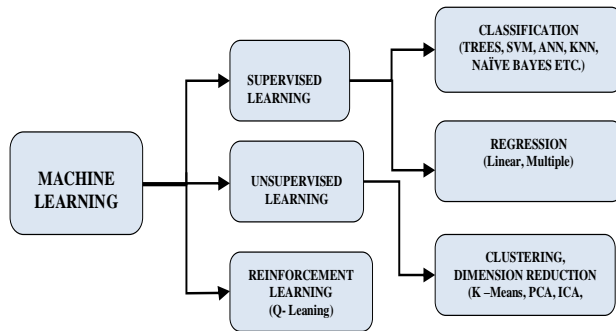 MACHINE
LEARNING
SUPERVISED
LEARNING
UNSUPERVISED
LEARNING
REINFORCEMENT
LEARNING
(Q- Leaning)
CLASSIFICATION
(TREES, SVM, ANN, KNN,
NAÏVE BAYES ETC.)
REGRESSION
(Linear, Multiple)
CLUSTERING,
DIMENSION REDUCTION
(K –Means, PCA, ICA,